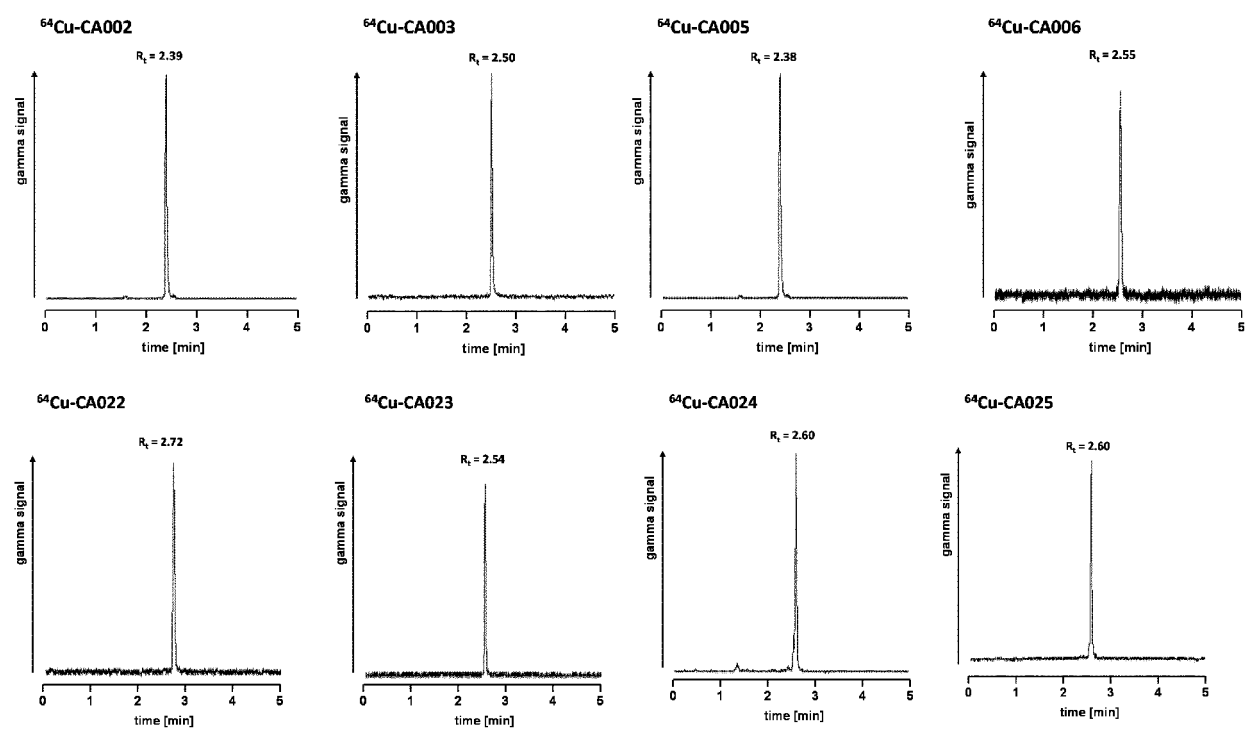 ⁶⁴Cu-CA002
Rₜ = 2.39
gamma signal
0 1 2 3 4 5
time [min]
⁶⁴Cu-CA003
Rₜ = 2.50
gamma signal
0 1 2 3 4 5
time [min]
⁶⁴Cu-CA005
Rₜ = 2.38
gamma signal
0 1 2 3 4 5
time [min]
⁶⁴Cu-CA006
Rₜ = 2.55
gamma signal
0 1 2 3 4 5
time [min]
⁶⁴Cu-CA022
Rₜ = 2.72
gamma signal
0 1 2 3 4 5
time [min]
⁶⁴Cu-CA023
Rₜ = 2.54
gamma signal
0 1 2 3 4 5
time [min]
⁶⁴Cu-CA024
Rₜ = 2.60
gamma signal
0 1 2 3 4 5
time [min]
⁶⁴Cu-CA025
Rₜ = 2.60
gamma signal
0 1 2 3 4 5
time [min]